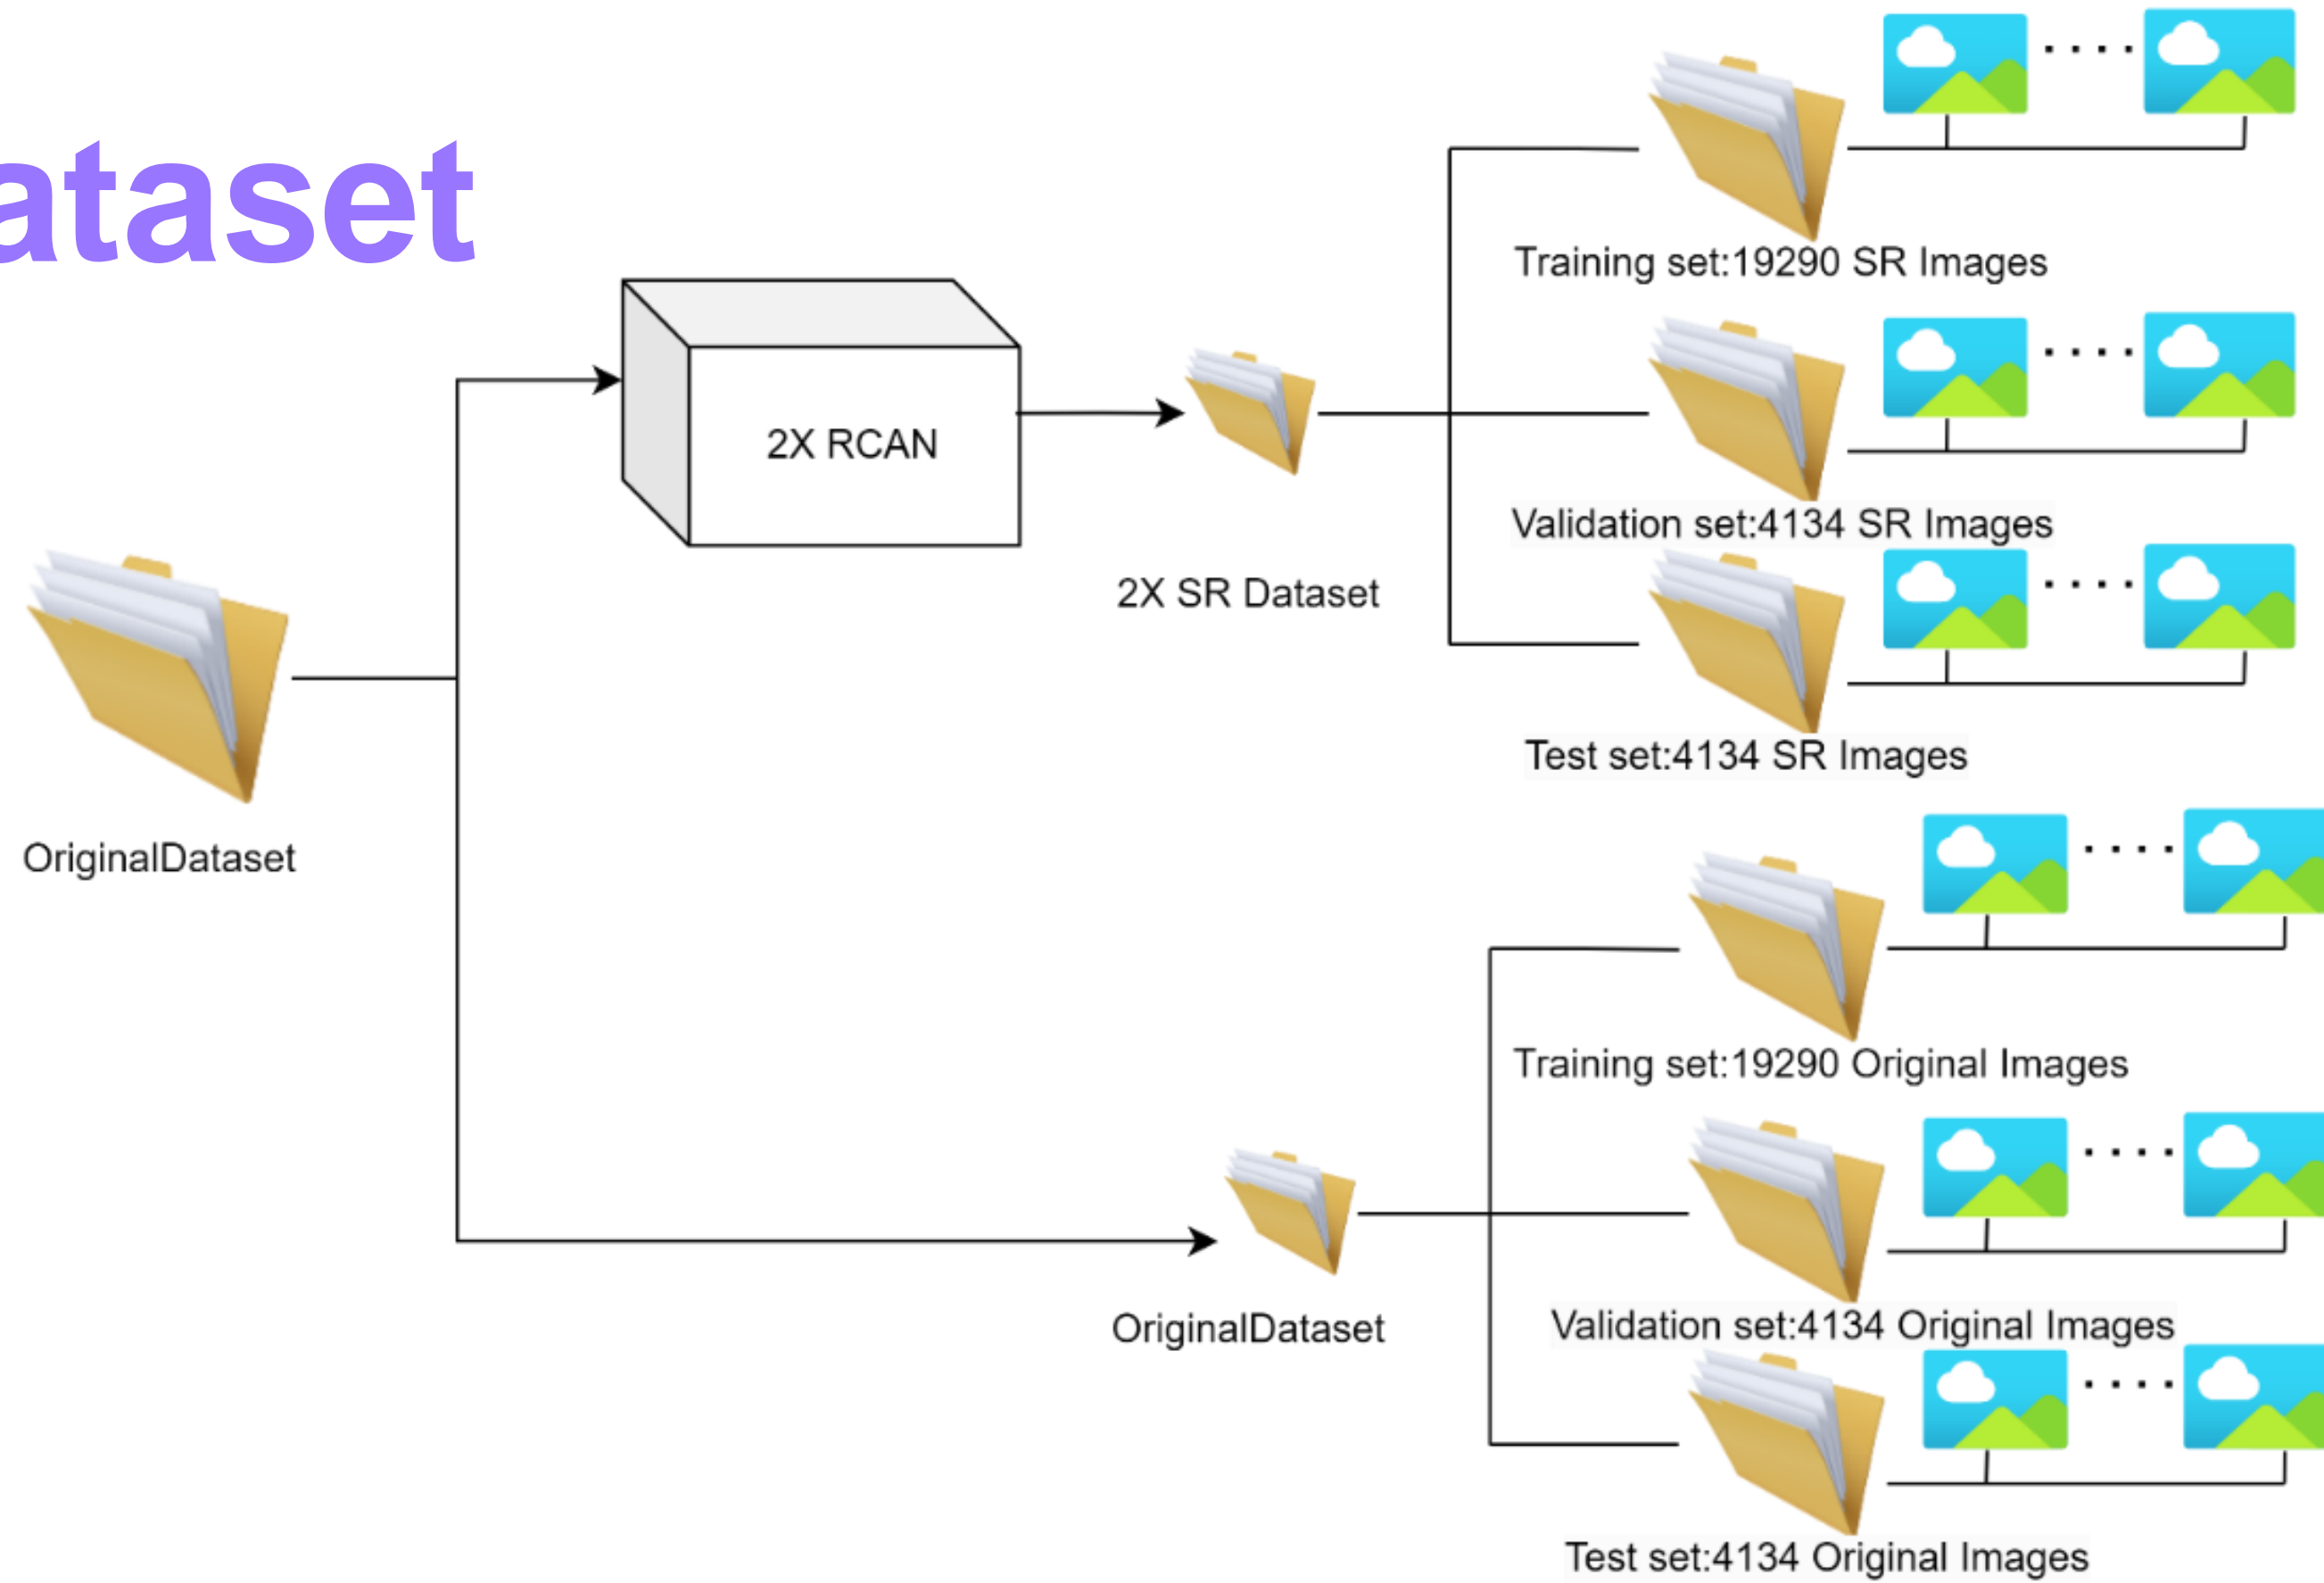 ataset
2X RCAN
2X SR Dataset
Training set:19290 SR Images
Validation set:4134 SR Images
Test set:4134 SR Images
OriginalDataset
OriginalDataset
Training set:19290 Original Images
Validation set:4134 Original Images
Test set:4134 Original Images